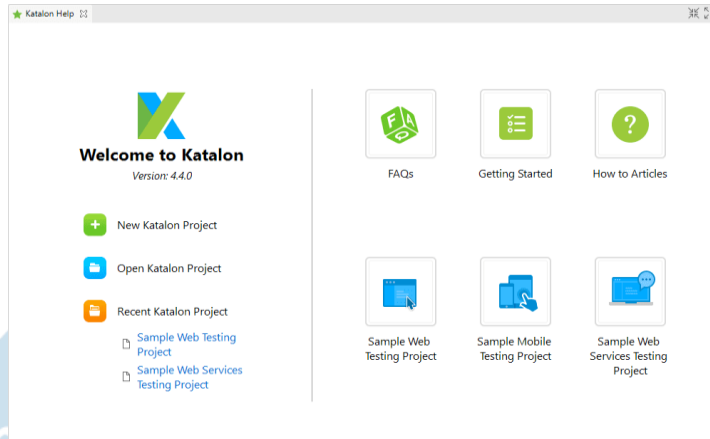 Katalon Help
Welcome to Katalon
Version: 4.4.0
New Katalon Project
Open Katalon Project
Recent Katalon Project
Sample Web Testing
Project
Sample Web Services
Testing Project
FAQ
FAQs
?
Getting Started
How to Articles
Sample Web
Testing Project
Sample Mobile
Testing Project
Sample Web
Services Testing
Project